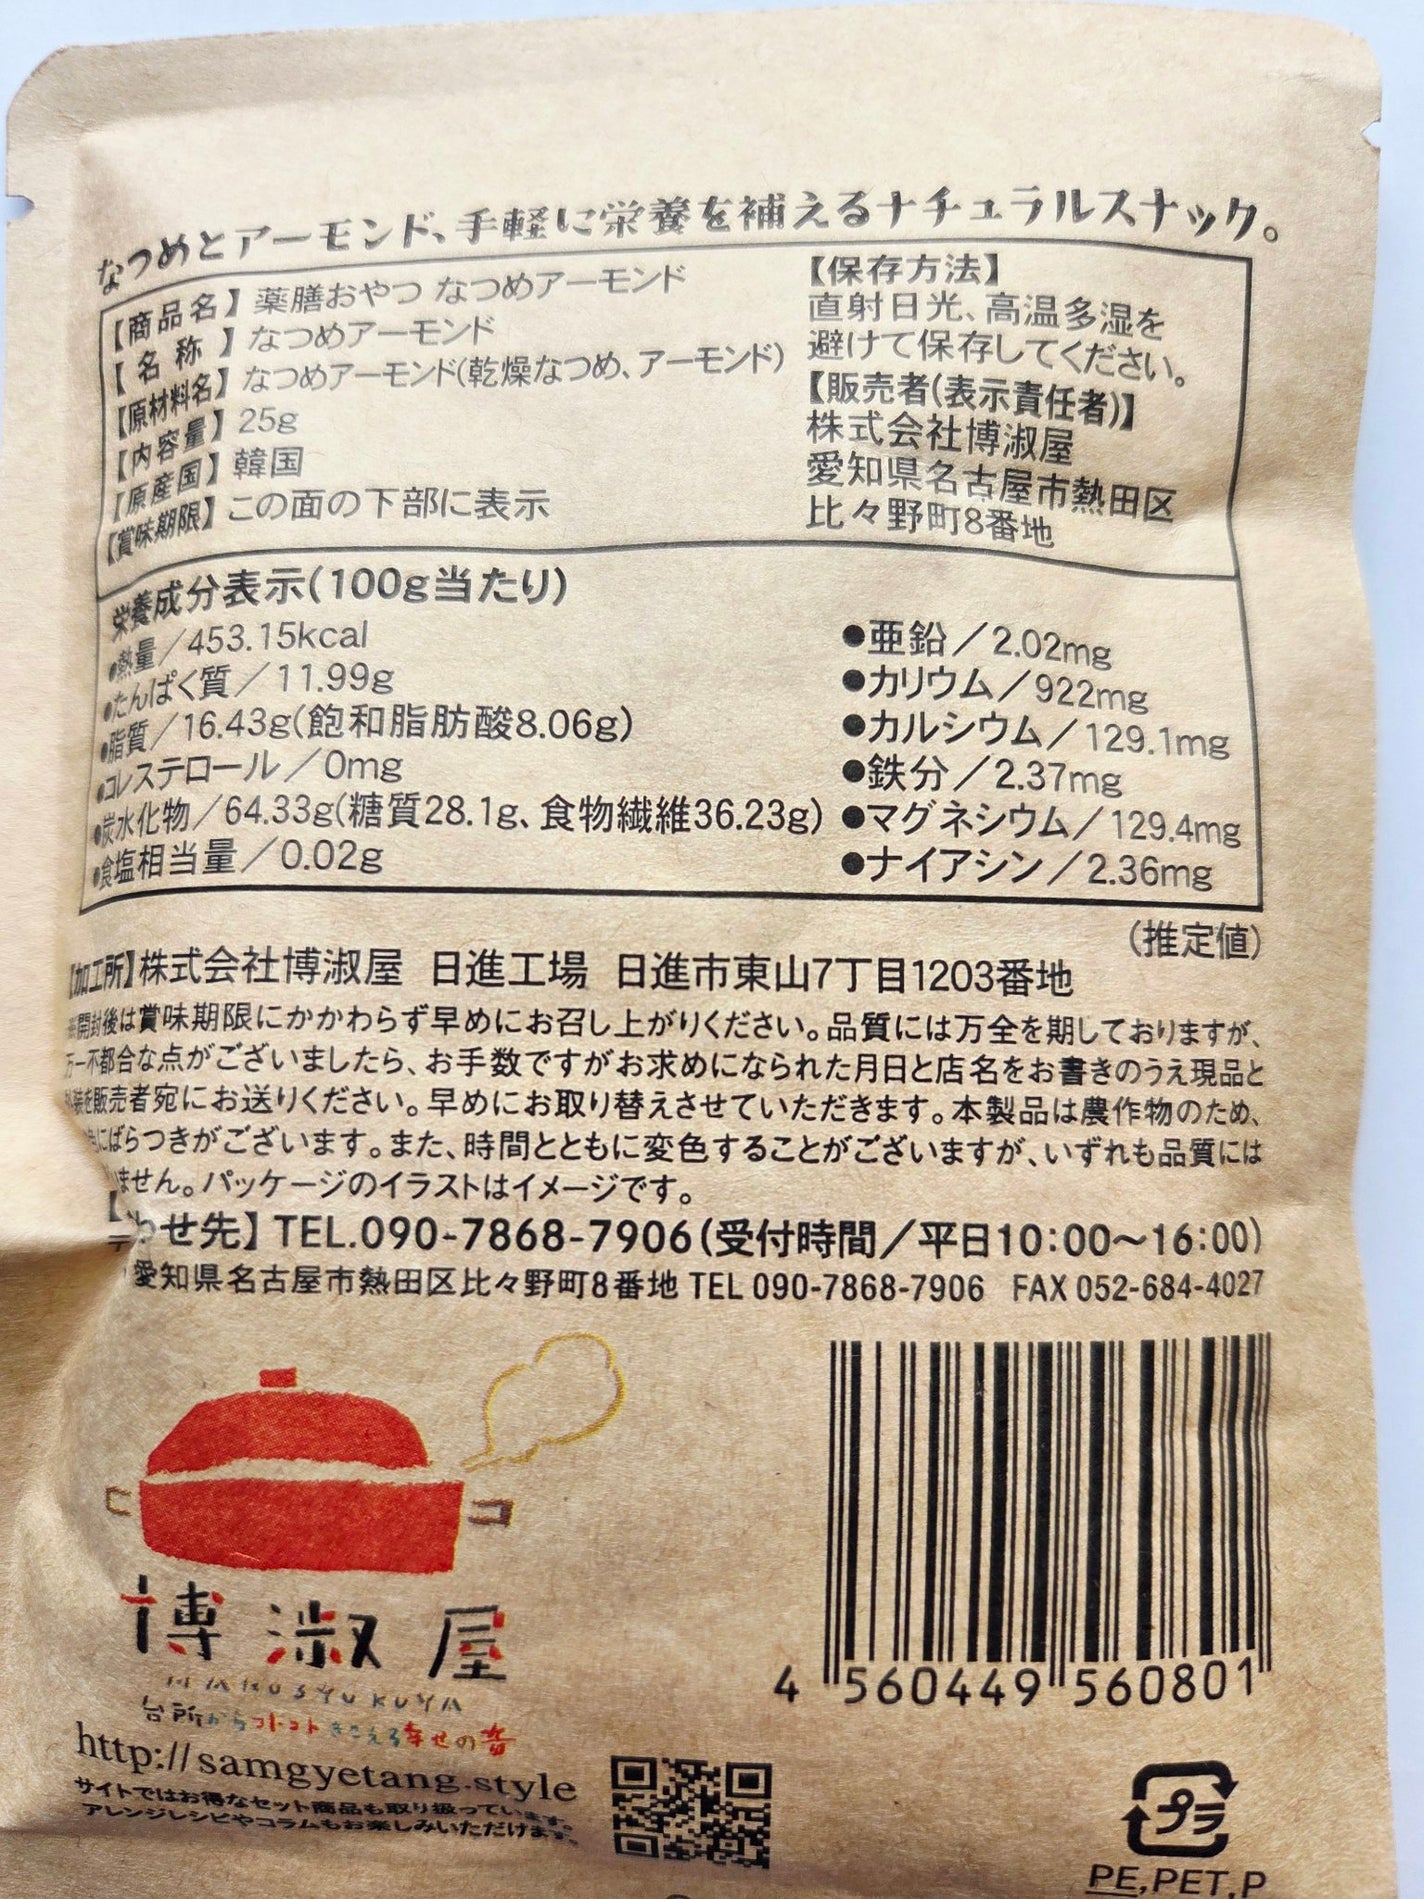 なつめとアーモンド、手軽に栄養を補えるナチュラルスナック。
【商品名】薬膳おやつ なつめアーモンド
【名称】なつめアーモンド
【原材料名】なつめアーモンド(乾燥なつめ、アーモンド)
【内容量】25g
【原産国】韓国
【賞味期限】この面の下部に表示
【保存方法】
直射日光、高温多湿を
避けて保存してください。
【販売者(表示責任者)】
株式会社博淑屋
愛知県名古屋市熱田区
比々野町8番地
栄養成分表示(100g当たり)
●熱量／453.15kcal
●たんぱく質／11.99g
●脂質／16.43g(飽和脂肪酸8.06g)
●コレステロール／0mg
●炭水化物／64.33g(糖質28.1g、食物繊維36.23g)
●食塩相当量／0.02g
●亜鉛／2.02mg
●カリウム／922mg
●カルシウム／129.1mg
●鉄分／2.37mg
●マグネシウム／129.4mg
●ナイアシン／2.36mg
(推定値)
【加工所】株式会社博淑屋 日進工場 日進市東山7丁目1203番地
※開封後は賞味期限にかかわらず早めにお召し上がりください。品質には万全を期しておりますが、
万一不都合な点がございましたら、お手数ですがお求めになられた月日と店名をお書きのうえ現品と
装を販売者宛にお送りください。早めにお取り替えさせていただきます。本製品は農作物のため、
にばらつきがございます。また、時間とともに変色することがございますが、いずれも品質には
ません。パッケージのイラストはイメージです。
わせ先】TEL.090-7868-7906(受付時間／平日10:00～16:00)
愛知県名古屋市熱田区比々野町8番地 TEL 090-7868-7906 FAX 052-684-4027
博淑屋
HAKUSYUKUYA
台所からコトコトきこえる幸せの音
http://samgyetang.style
サイトではお得なセット商品も取り扱っています。
アレンジレシピやコラムもお楽しみいただけます。
4 560449 560801
プラ
PE,PET,P